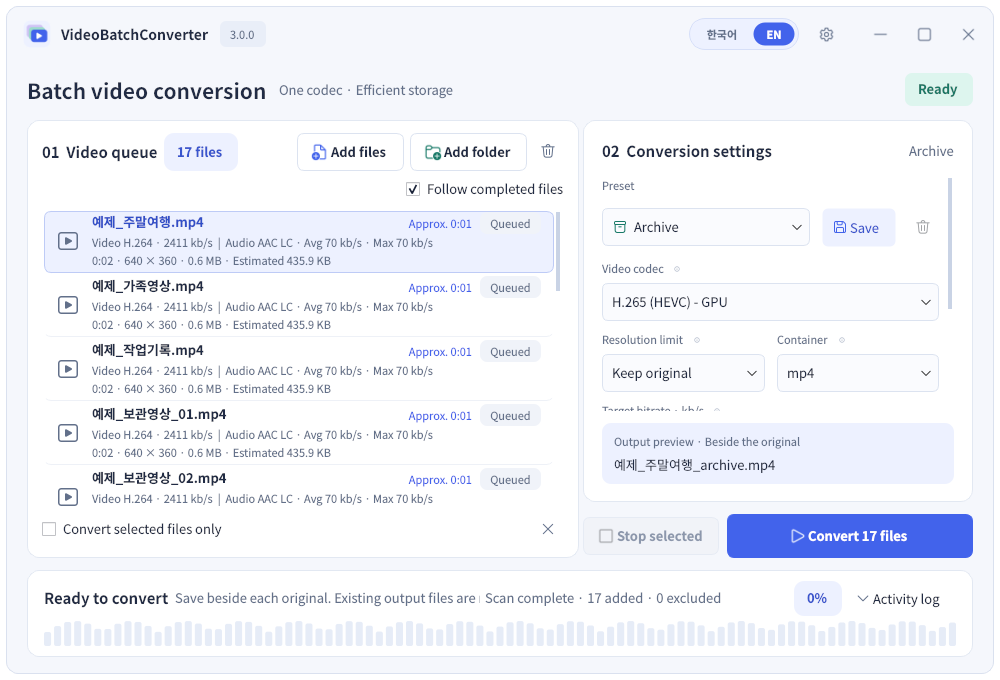 VideoBatchConverter 3.0.0 한국어 EN
Batch video conversion One codec · Efficient storage Ready
01 Video queue 17 files Add files Add folder
Follow completed files
예제_주말여행.mp4 Approx. 0:01 Queued
Video H.264 · 2411 kb/s | Audio AAC LC · Avg 70 kb/s · Max 70 kb/s
0:02 · 640 × 360 · 0.6 MB · Estimated 435.9 KB
예제_가족영상.mp4 Approx. 0:01 Queued
Video H.264 · 2411 kb/s | Audio AAC LC · Avg 70 kb/s · Max 70 kb/s
0:02 · 640 × 360 · 0.6 MB · Estimated 435.9 KB
예제_작업기록.mp4 Approx. 0:01 Queued
Video H.264 · 2411 kb/s | Audio AAC LC · Avg 70 kb/s · Max 70 kb/s
0:02 · 640 × 360 · 0.6 MB · Estimated 435.9 KB
예제_보관영상_01.mp4 Approx. 0:01 Queued
Video H.264 · 2411 kb/s | Audio AAC LC · Avg 70 kb/s · Max 70 kb/s
0:02 · 640 × 360 · 0.6 MB · Estimated 435.9 KB
예제_보관영상_02.mp4 Approx. 0:01 Queued
Video H.264 · 2411 kb/s | Audio AAC LC · Avg 70 kb/s · Max 70 kb/s
Convert selected files only
02 Conversion settings Archive
Preset
Archive Save
Video codec
H.265 (HEVC) - GPU
Resolution limit Container
Keep original mp4
Target bitrate · kb/s
Output preview · Beside the original
예제_주말여행_archive.mp4
Stop selected Convert 17 files
Ready to convert Save beside each original. Existing output files are Scan complete · 17 added · 0 excluded 0% Activity log